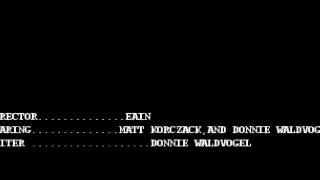 RECTOR..............EAIN
ARING.............MATT KORCZACK,AND DONNIE WALDVOG
ITER ...................DONNIE WALDVOGEL